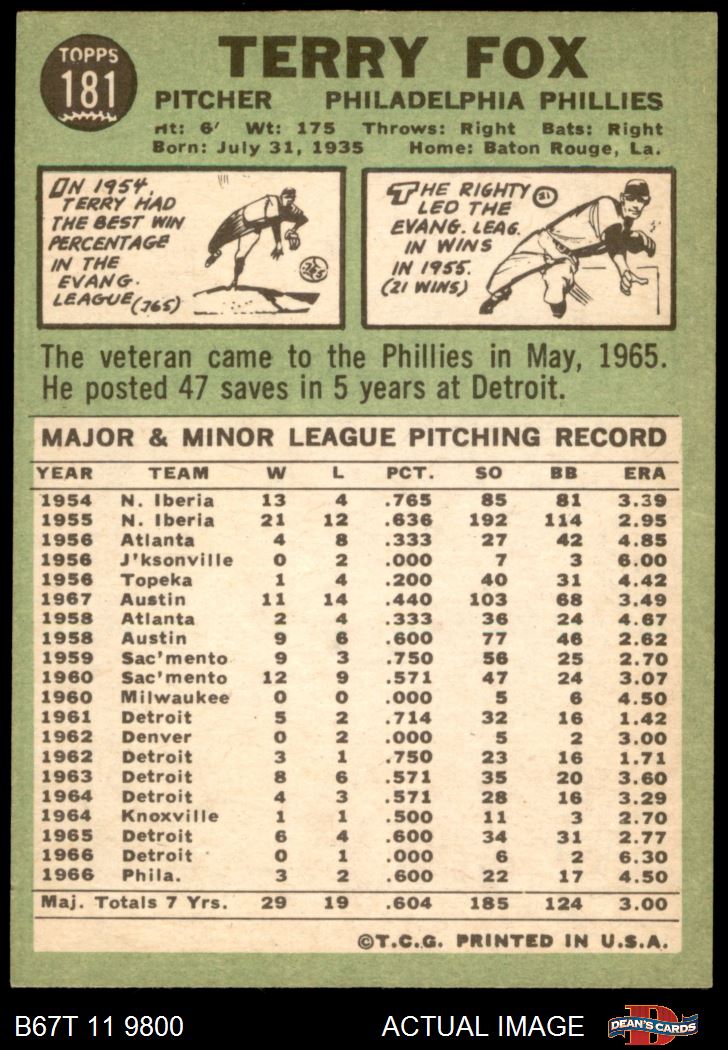 TOPPS
181
TERRY FOX
PITCHER PHILADELPHIA PHILLIES
Ht: 6' Wt: 175 Throws: Right Bats: Right
Born: July 31, 1935 Home: Baton Rouge, La.
IN 1954,
TERRY HAD
THE BEST WIN
PERCENTAGE
IN THE
EVANG.
LEAGUE (765)
THE RIGHTY
LED THE
EVANG. LEAG.
IN WINS
IN 1955.
(21 WINS)
21
The veteran came to the Phillies in May, 1965.
He posted 47 saves in 5 years at Detroit.
MAJOR & MINOR LEAGUE PITCHING RECORD
YEAR TEAM W L PCT. SO BB ERA
1954 N. Iberia 13 4 .765 85 81 3.39
1955 N. Iberia 21 12 .636 192 114 2.95
1956 Atlanta 4 8 .333 27 42 4.85
1956 J'ksonville 0 2 .000 7 3 6.00
1956 Topeka 1 4 .200 40 31 4.42
1967 Austin 11 14 .440 103 68 3.49
1958 Atlanta 2 4 .333 36 24 4.67
1958 Austin 9 6 .600 77 46 2.62
1959 Sac'mento 9 3 .750 56 25 2.70
1960 Sac'mento 12 9 .571 47 24 3.07
1960 Milwaukee 0 0 .000 5 6 4.50
1961 Detroit 5 2 .714 32 16 1.42
1962 Denver 0 2 .000 5 2 3.00
1962 Detroit 3 1 .750 23 16 1.71
1963 Detroit 8 6 .571 35 20 3.60
1964 Detroit 4 3 .571 28 16 3.29
1964 Knoxville 1 1 .500 11 3 2.70
1965 Detroit 6 4 .600 34 31 2.77
1966 Detroit 0 1 .000 6 2 6.30
1966 Phila. 3 2 .600 22 17 4.50
Maj. Totals 7 Yrs. 29 19 .604 185 124 3.00
©T.C.G. PRINTED IN U.S.A.
B67T 11 9800 ACTUAL IMAGE
D
DEAN'S CARDS